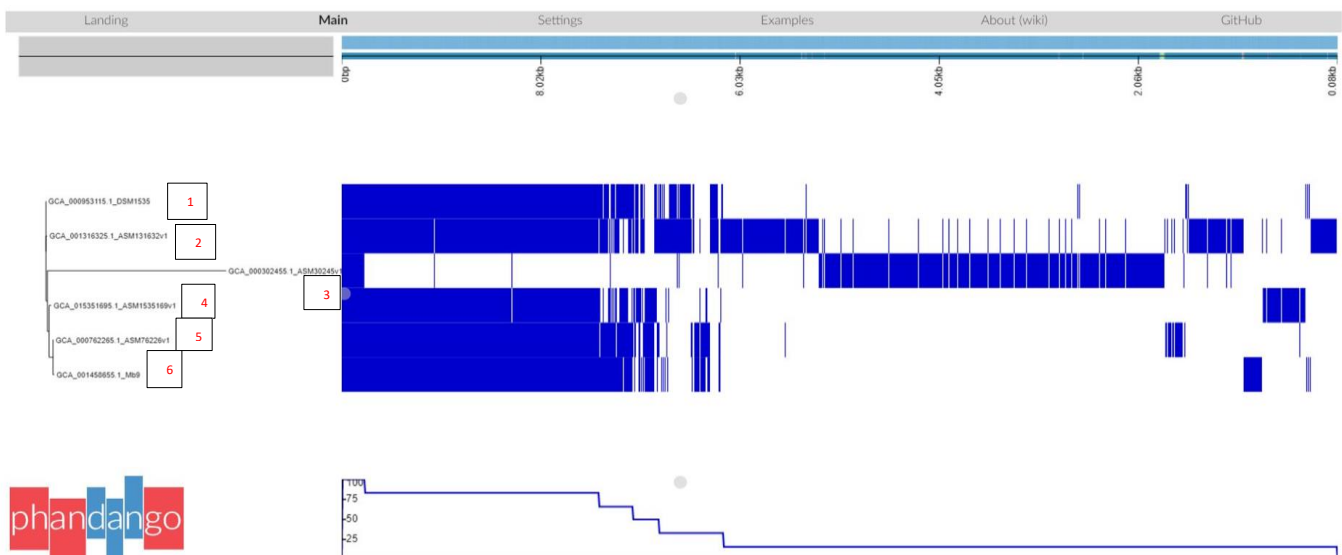 Landing Main Settings Examples About (wiki) GitHub
0bp 8.02kb 6.03kb 4.05kb 2.06kb 0.08kb
GCA_000953115.1_DSM1535 1
GCA_001316325.1_ASM131632v1 2
GCA_000302455.1_ASM30245v1
3
GCA_015351695.1_ASM1535169v1 4
GCA_000762265.1_ASM76226v1 5
GCA_001458655.1_Mb9 6
100
75
50
25
phandango